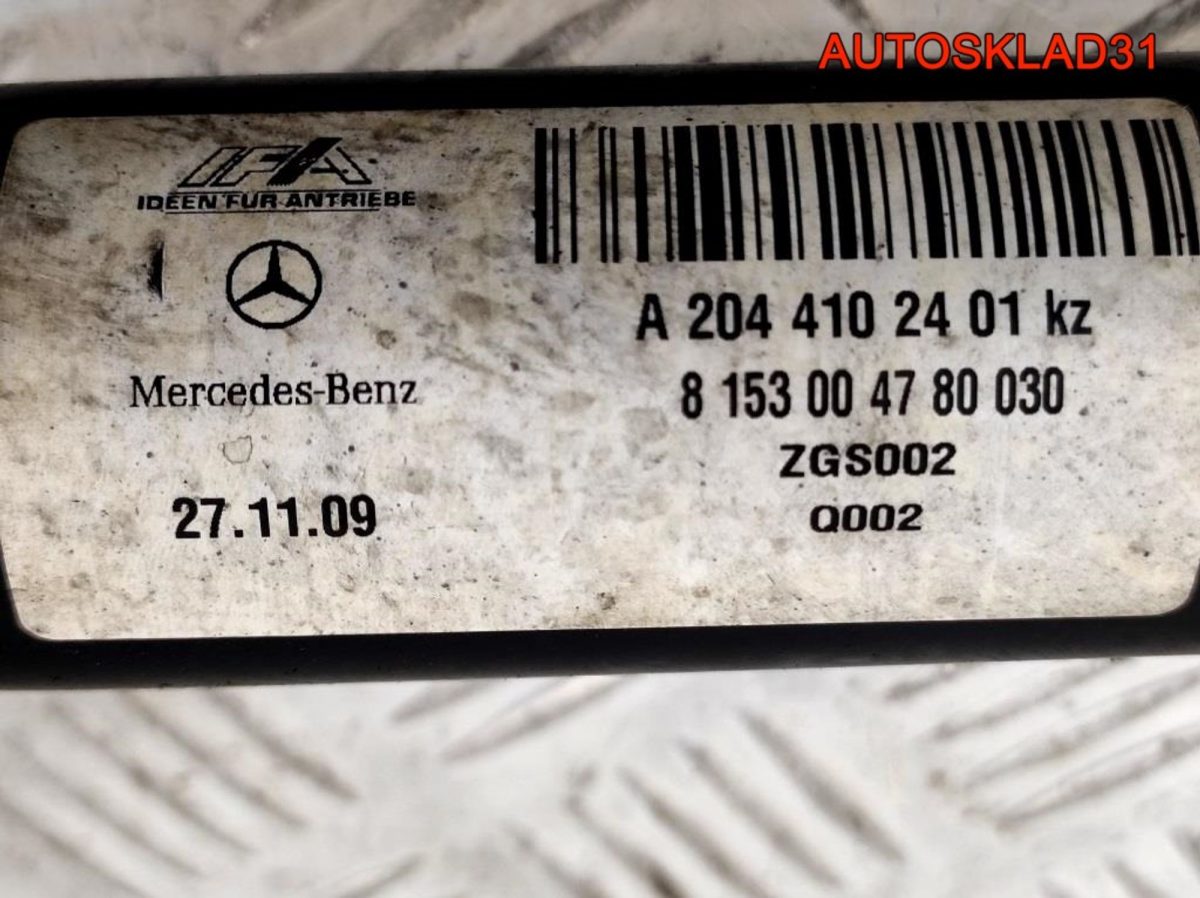 AUTOSKLAD31
IFA
IDEEN FÜR ANTRIEBE
Mercedes-Benz
27.11.09
A 204 410 24 01 kz
8 153 00 47 80 030
ZGS002
Q002